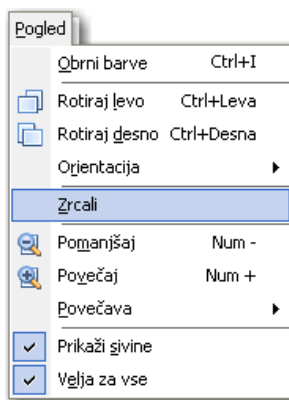 Pogled
Obrni barve Ctrl+I
Rotiraj levo Ctrl+Leva
Rotiraj desno Ctrl+Desna
Orientacija
Zrcali
Pomanjšaj Num -
Povečaj Num +
Povečava
Prikaži sivine
Velja za vse